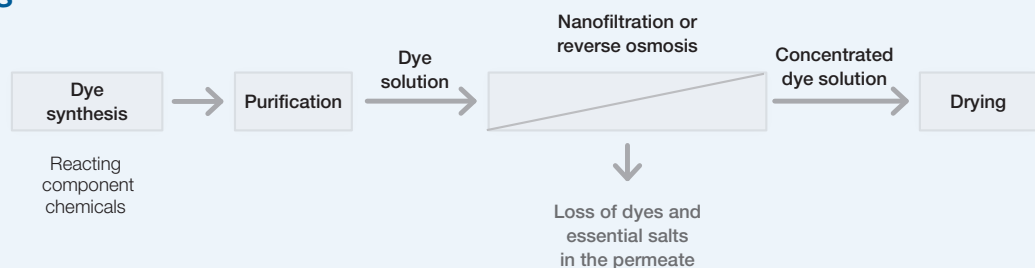 Nanofiltration or
reverse osmosis
Dye
solution
Concentrated
dye solution
Dye
synthesis
Purification
Drying
Reacting
component
chemicals
Loss of dyes and
essential salts
in the permeate